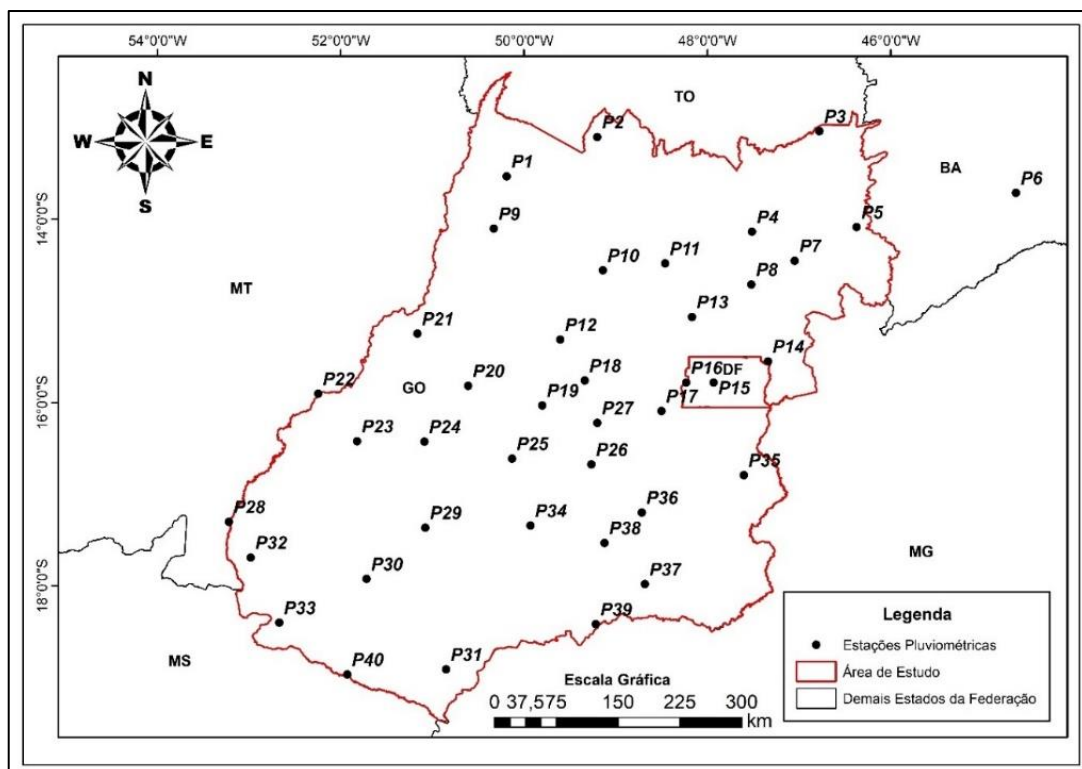 54°0'0"W 52°0'0"W 50°0'0"W 48°0'0"W 46°0'0"W
N
W E
S
TO
P2
P3
P1
BA
P6
14°0'0"S
P9
P4
P5
P10
P11
P7
P8
MT
P13
P21
P12
P14
P22
GO
P20
P18
P16
DF
P15
16°0'0"S
P19
P17
P27
P23
P24
P25
P26
P35
P28
P29
P34
P36
P32
P38
MG
P30
P37
18°0'0"S
P33
P39
MS
P40
P31
Escala Gráfica
0 37,575 150 225 300
km
Legenda
Estações Pluviométricas
Área de Estudo
Demais Estados da Federação